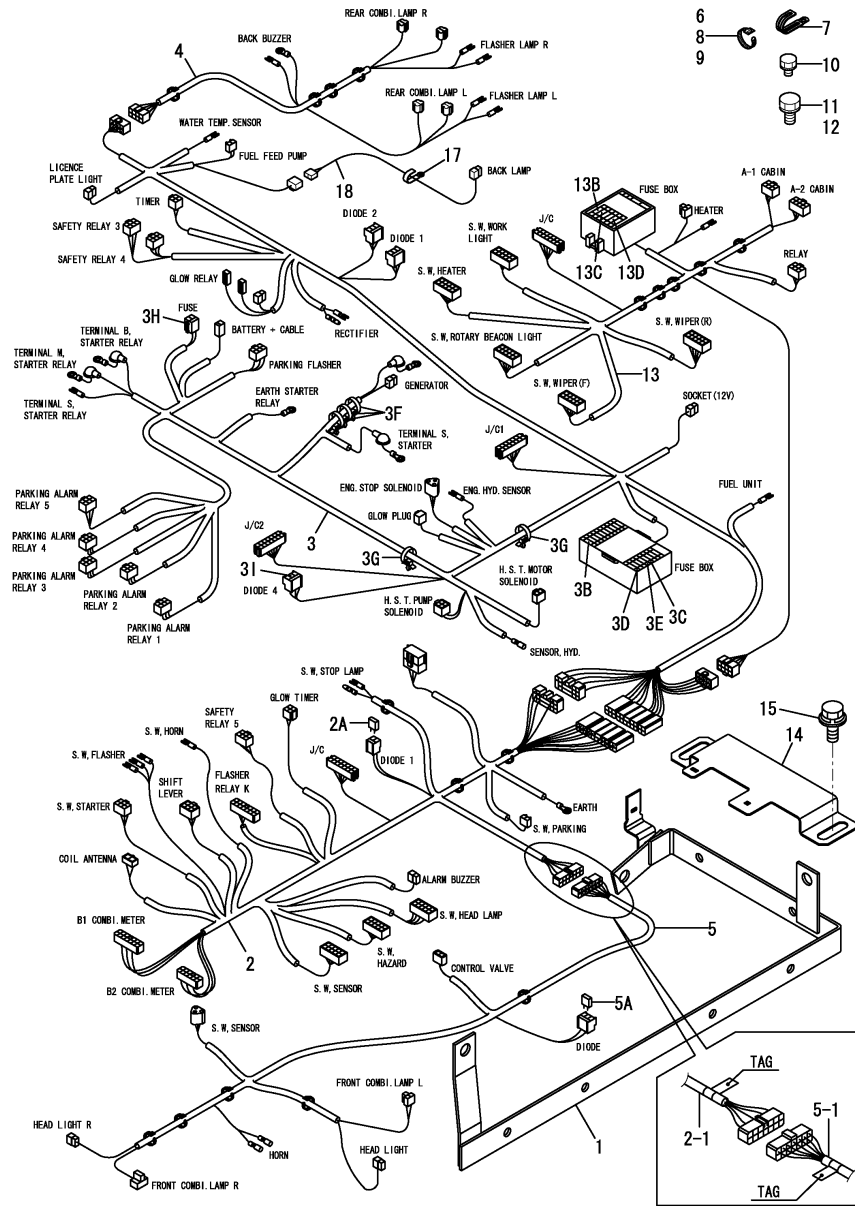 REAR COMBI.LAMP R
6
8
9
7
10
11
12
BACK BUZZER
4
FLASHER LAMP R
REAR COMBI.LAMP L
FLASHER LAMP L
WATER TEMP.SENSOR
FUEL FEED PUMP
18
17
BACK LAMP
LICENCE
PLATE LIGHT
TIMER
SAFETY RELAY 3
SAFETY RELAY 4
GLOW RELAY
DIODE 2
DIODE 1
RECTIFIER
S.W,WORK
LIGHT
J/C
13B
13C
13D
FUSE BOX
HEATER
A-1 CABIN
A-2 CABIN
RELAY
S.W,HEATER
S.W,ROTARY BEACON LIGHT
S.W,WIPER(R)
S.W,WIPER(F)
13
3H
FUSE
BATTERY + CABLE
TERMINAL B,
STARTER RELAY
TERMINAL M,
STARTER RELAY
TERMINAL S,
STARTER RELAY
PARKING FLASHER
EARTH STARTER
RELAY
GENERATOR
3F
TERMINAL S,
STARTER
J/C1
SOCKET(12V)
FUEL UNIT
ENG.STOP SOLENOID
ENG.HYD.SENSOR
GLOW PLUG
PARKING ALARM
RELAY 5
PARKING ALARM
RELAY 4
PARKING ALARM
RELAY 3
PARKING ALARM
RELAY 2
PARKING ALARM
RELAY 1
3
J/C2
3I
DIODE 4
3G
3G
H.S.T.MOTOR
SOLENOID
H.S.T.PUMP
SOLENOID
SENSOR,HYD.
3B
FUSE BOX
3D
3E
3C
S.W,STOP LAMP
GLOW TIMER
2A
DIODE 1
SAFETY
RELAY 5
S.W,HORN
J/C
S.W,FLASHER
SHIFT
LEVER
FLASHER
RELAY K
S.W,STARTER
COIL ANTENNA
B1 COMBI.METER
B2 COMBI.METER
2
ALARM BUZZER
S.W,HEAD LAMP
S.W,
HAZARD
S.W,SENSOR
EARTH
S.W,PARKING
15
14
5
CONTROL VALVE
5A
DIODE
S.W,SENSOR
FRONT COMBI.LAMP L
HEAD LIGHT R
HORN
HEAD LIGHT
FRONT COMBI.LAMP R
1
TAG
2-1
5-1
TAG